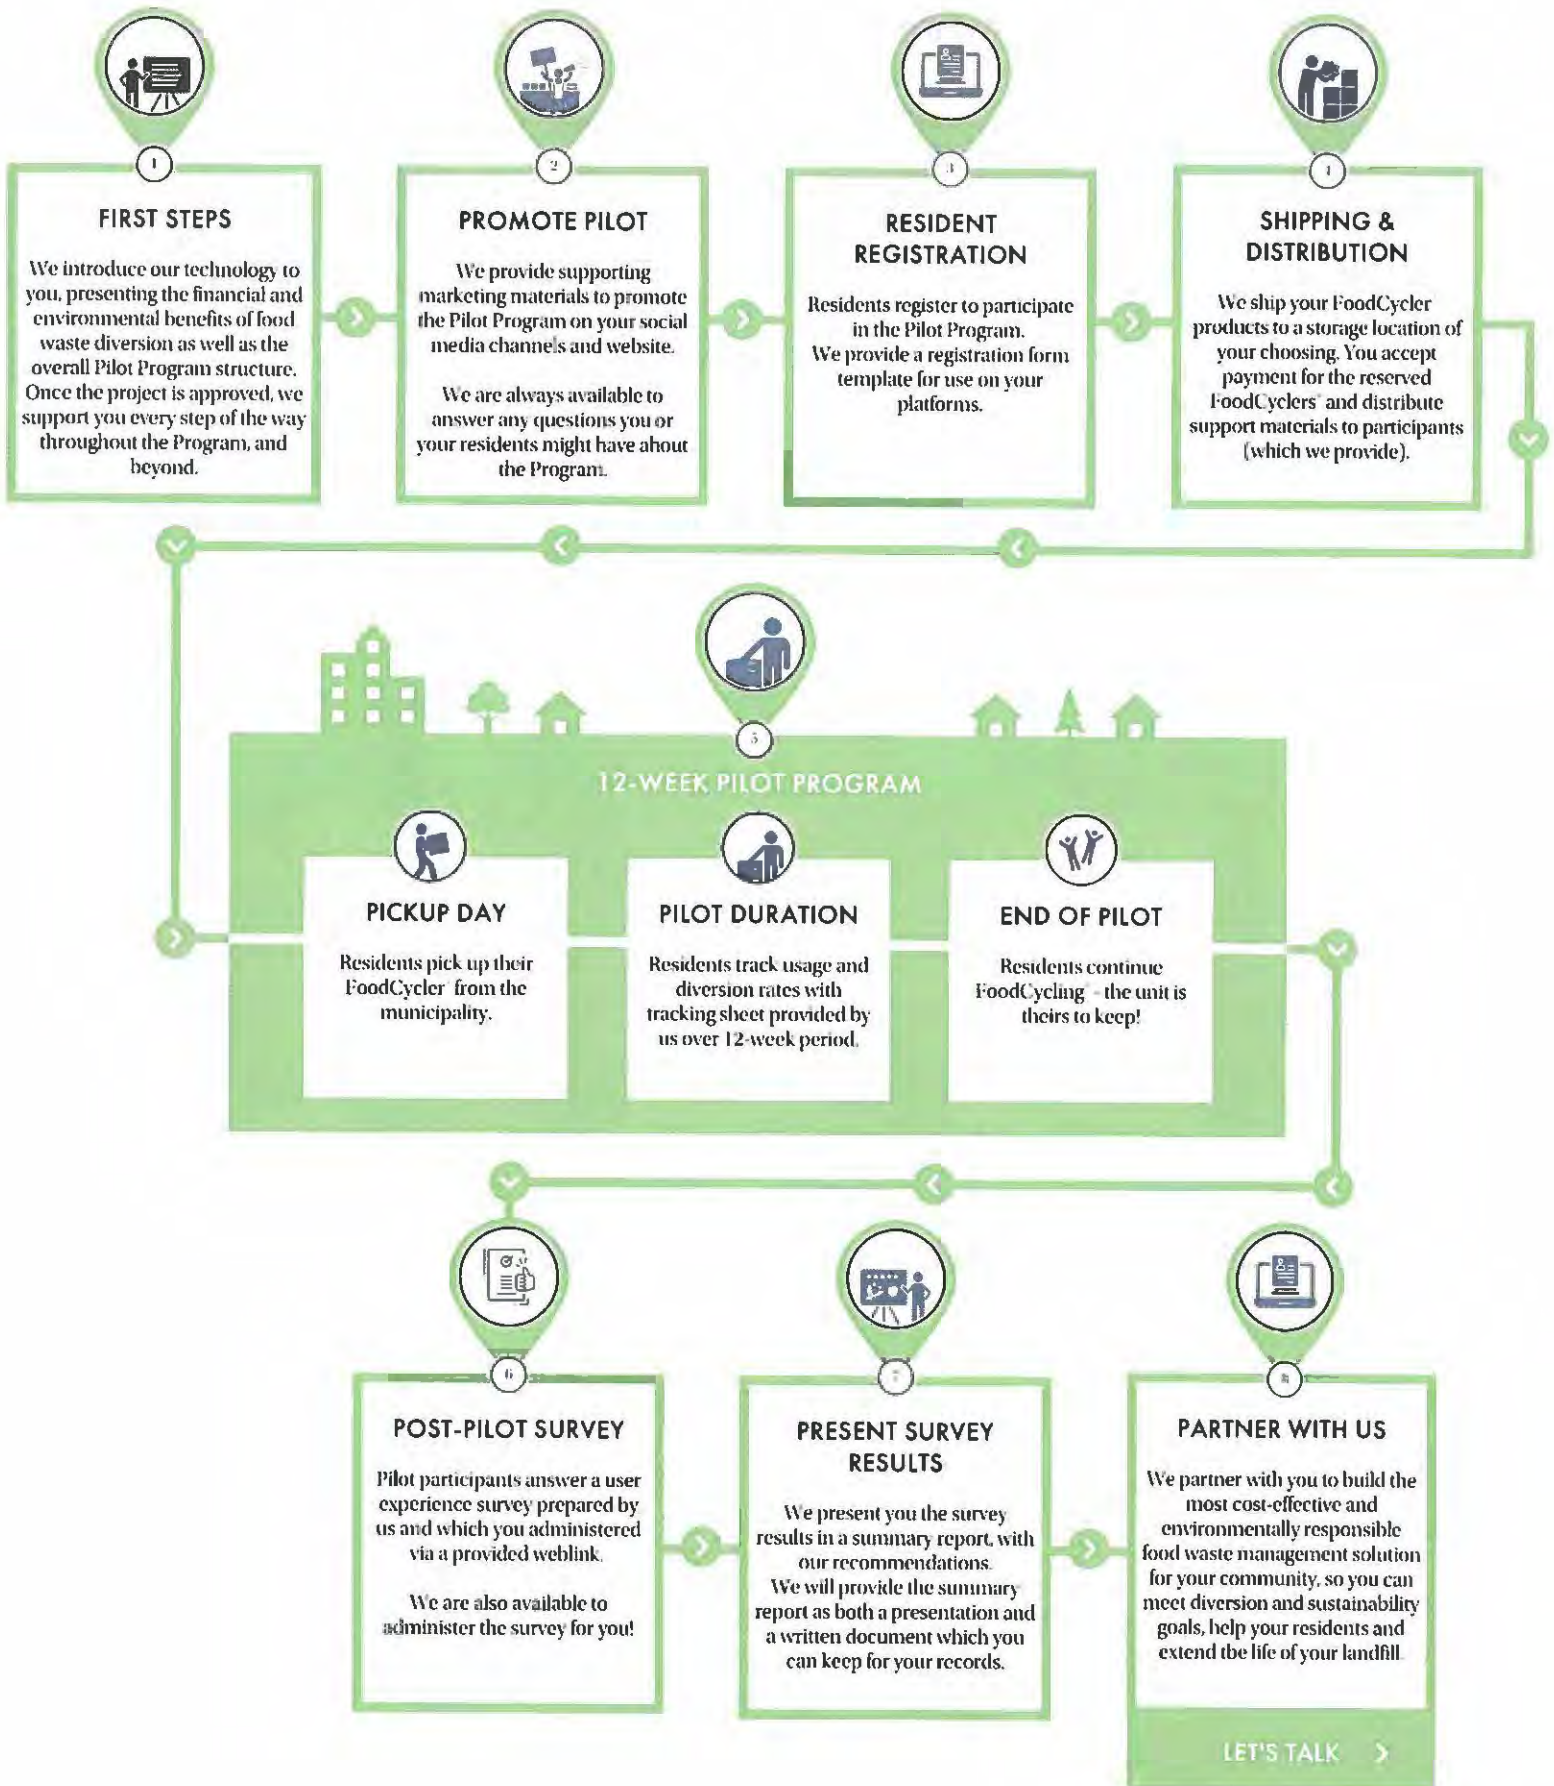 1
FIRST STEPS
We introduce our technology to
you, presenting the financial and
environmental benefits of food
waste diversion as well as the
overall Pilot Program structure.
Once the project is approved, we
support you every step of the way
throughout the Program, and
beyond.
2
PROMOTE PILOT
We provide supporting
marketing materials to promote
the Pilot Program on your social
media channels and website.
We are always available to
answer any questions you or
your residents might have about
the Program.
3
RESIDENT
REGISTRATION
Residents register to participate
in the Pilot Program.
We provide a registration form
template for use on your
platforms.
4
SHIPPING &
DISTRIBUTION
We ship your FoodCycler
products to a storage location of
your choosing. You accept
payment for the reserved
FoodCyclers and distribute
support materials to participants
(which we provide).
5
12-WEEK PILOT PROGRAM
PICKUP DAY
Residents pick up their
FoodCycler from the
municipality.
PILOT DURATION
Residents track usage and
diversion rates with
tracking sheet provided by
us over 12-week period.
END OF PILOT
Residents continue
FoodCycling - the unit is
theirs to keep!
6
POST-PILOT SURVEY
Pilot participants answer a user
experience survey prepared by
us and which you administered
via a provided weblink.
We are also available to
administer the survey for you!
7
PRESENT SURVEY
RESULTS
We present you the survey
results in a summary report, with
our recommendations.
We will provide the summary
report as both a presentation and
a written document which you
can keep for your records.
8
PARTNER WITH US
We partner with you to build the
most cost-effective and
environmentally responsible
food waste management solution
for your community, so you can
meet diversion and sustainability
goals, help your residents and
extend the life of your landfill.
LET'S TALK